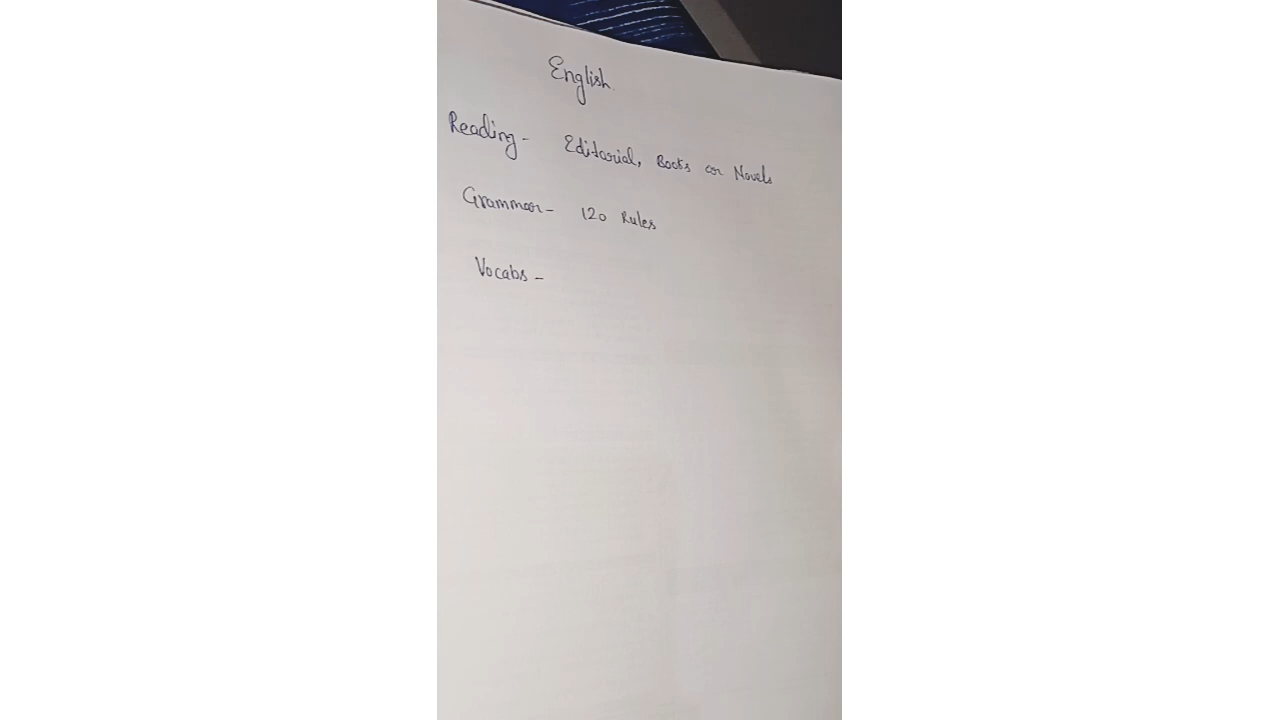 English
Reading - Editorial, Books or Novels
Grammar - 120 Rules
Vocabs -